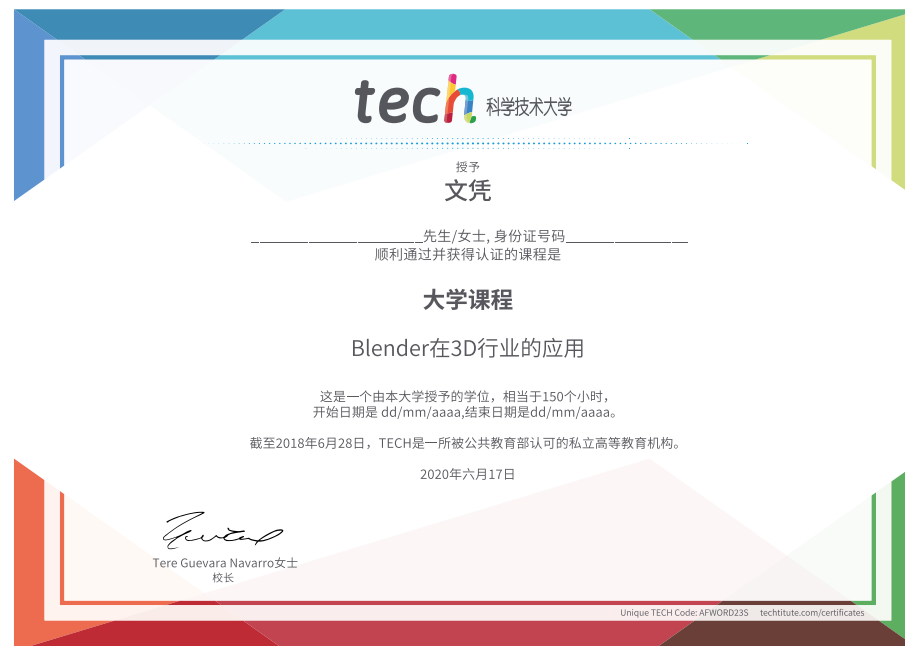 tech 科学技术大学
授予
文凭
______________________先生/女士, 身份证号码________________
顺利通过并获得认证的课程是
大学课程
Blender在3D行业的应用
这是一个由本大学授予的学位，相当于150个小时，
开始日期是 dd/mm/aaaa,结束日期是dd/mm/aaaa。
截至2018年6月28日，TECH是一所被公共教育部认可的私立高等教育机构。
2020年六月17日
Tere Guevara Navarro女士
校长
Unique TECH Code: AFWORD23S techtitute.com/certificates